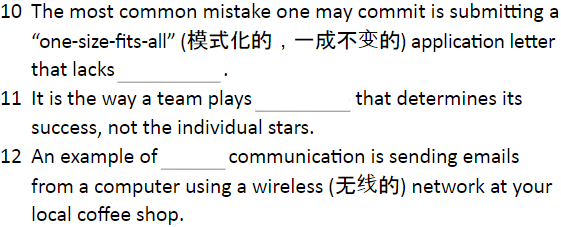 10 The most common mistake one may commit is submitting a
“one-size-fits-all” (模式化的，一成不变的) application letter
that lacks __________ .
11 It is the way a team plays __________ that determines its
success, not the individual stars.
12 An example of ______ communication is sending emails
from a computer using a wireless (无线的) network at your
local coffee shop.